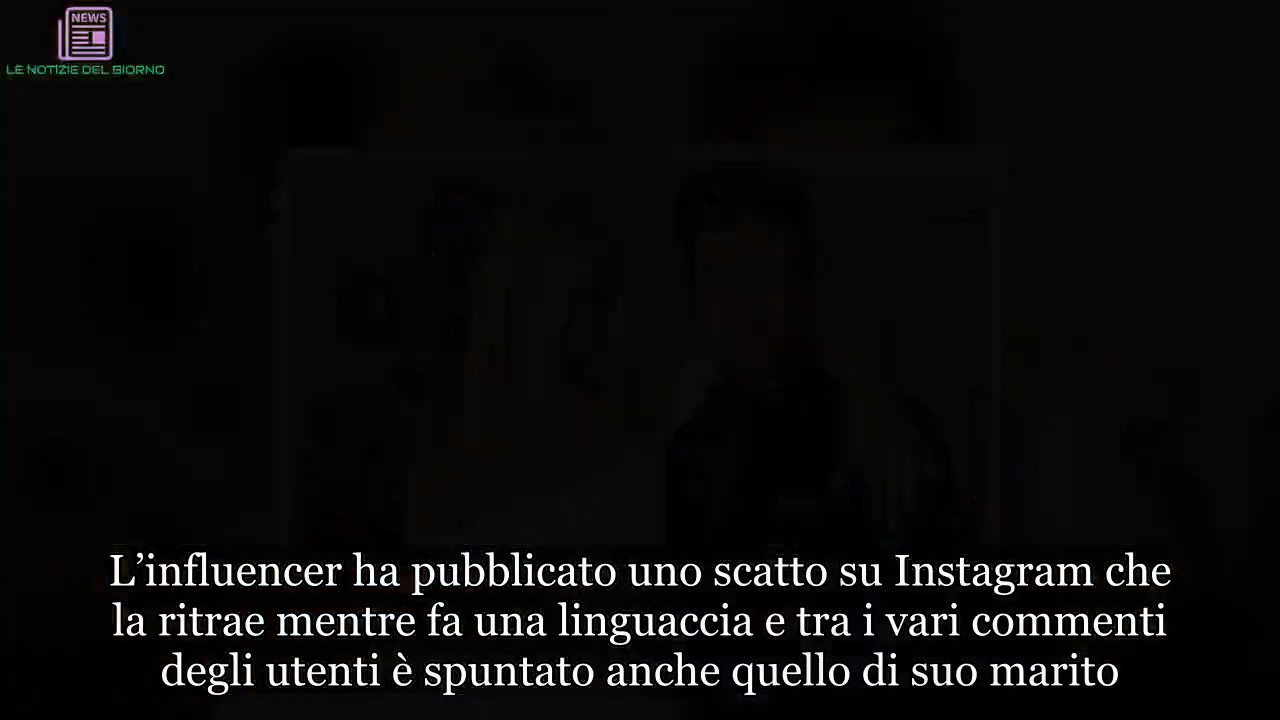 NEWS
LE NOTIZIE DEL GIORNO
L’influencer ha pubblicato uno scatto su Instagram che
la ritrae mentre fa una linguaccia e tra i vari commenti
degli utenti è spuntato anche quello di suo marito